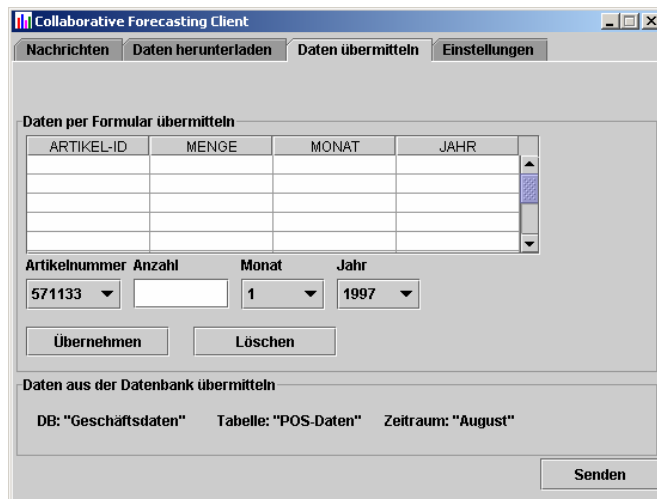 Collaborative Forecasting Client
Nachrichten Daten herunterladen Daten übermitteln Einstellungen
Daten per Formular übermitteln
ARTIKEL-ID MENGE MONAT JAHR
Artikelnummer Anzahl Monat Jahr
571133 1 1997
Übernehmen Löschen
Daten aus der Datenbank übermitteln
DB: "Geschäftsdaten" Tabelle: "POS-Daten" Zeitraum: "August"
Senden